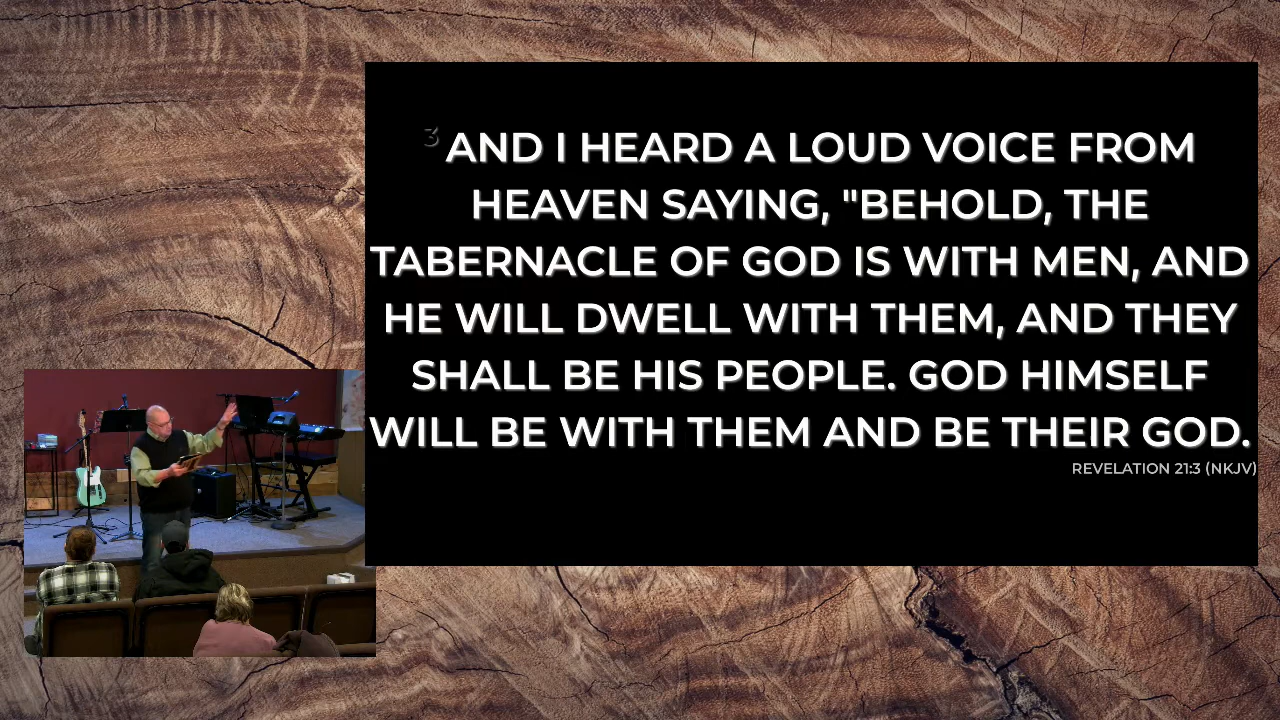 3 AND I HEARD A LOUD VOICE FROM
HEAVEN SAYING, "BEHOLD, THE
TABERNACLE OF GOD IS WITH MEN, AND
HE WILL DWELL WITH THEM, AND THEY
SHALL BE HIS PEOPLE. GOD HIMSELF
WILL BE WITH THEM AND BE THEIR GOD.
REVELATION 21:3 (NKJV)